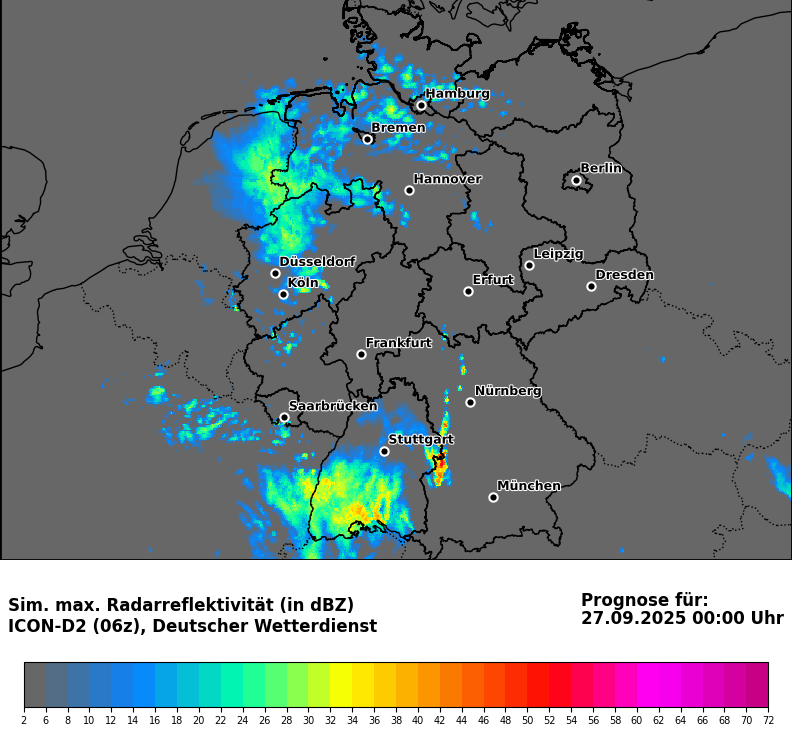 Hamburg
Bremen
Berlin
Hannover
Leipzig
Düsseldorf
Dresden
Köln
Erfurt
Frankfurt
Nürnberg
Saarbrücken
Stuttgart
München
Sim. max. Radarreflektivität (in dBZ)
ICON-D2 (06z), Deutscher Wetterdienst
Prognose für:
27.09.2025 00:00 Uhr
2 6 8 10 12 14 16 18 20 22 24 26 28 30 32 34 36 38 40 42 44 46 48 50 52 54 56 58 60 62 64 66 68 70 72